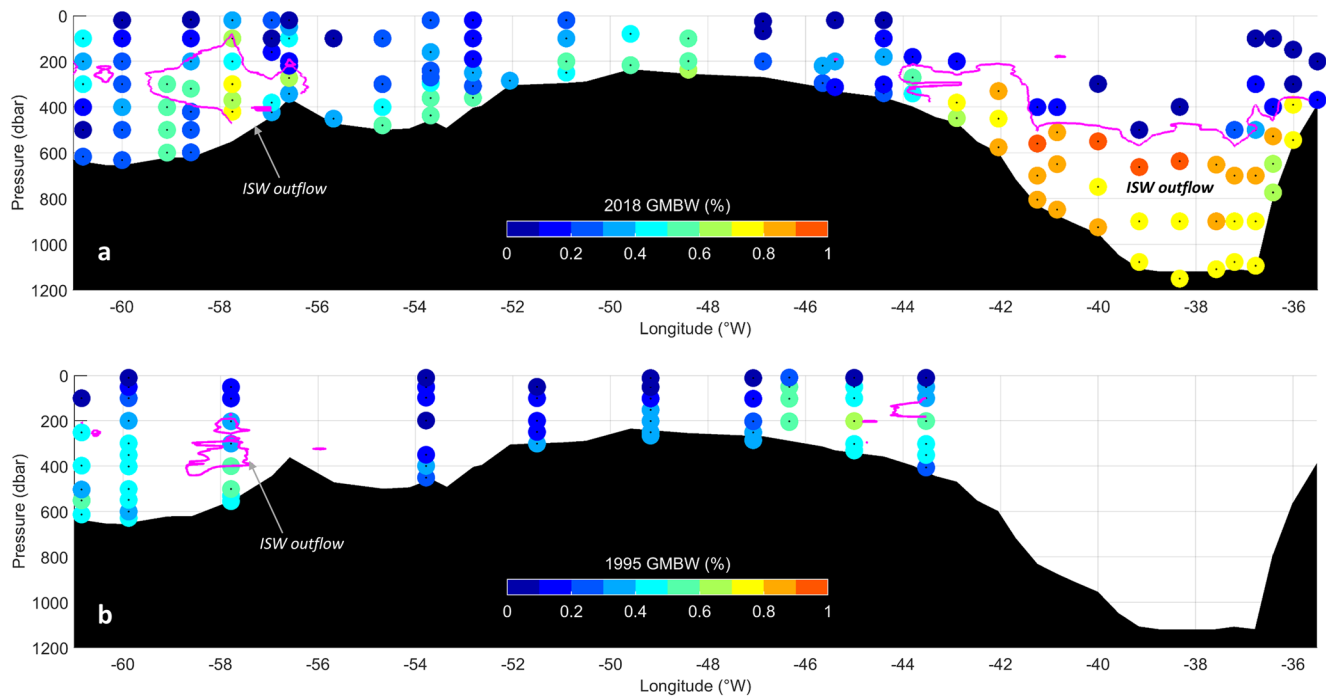 0
200
400
600
800
1000
1200
Pressure (dbar)
ISW outflow
ISW outflow
2018 GMBW (%)
0 0.2 0.4 0.6 0.8 1
a
-60 -58 -56 -54 -52 -50 -48 -46 -44 -42 -40 -38 -36
Longitude (°W)
0
200
400
600
800
1000
1200
Pressure (dbar)
ISW outflow
1995 GMBW (%)
0 0.2 0.4 0.6 0.8 1
b
-60 -58 -56 -54 -52 -50 -48 -46 -44 -42 -40 -38 -36
Longitude (°W)